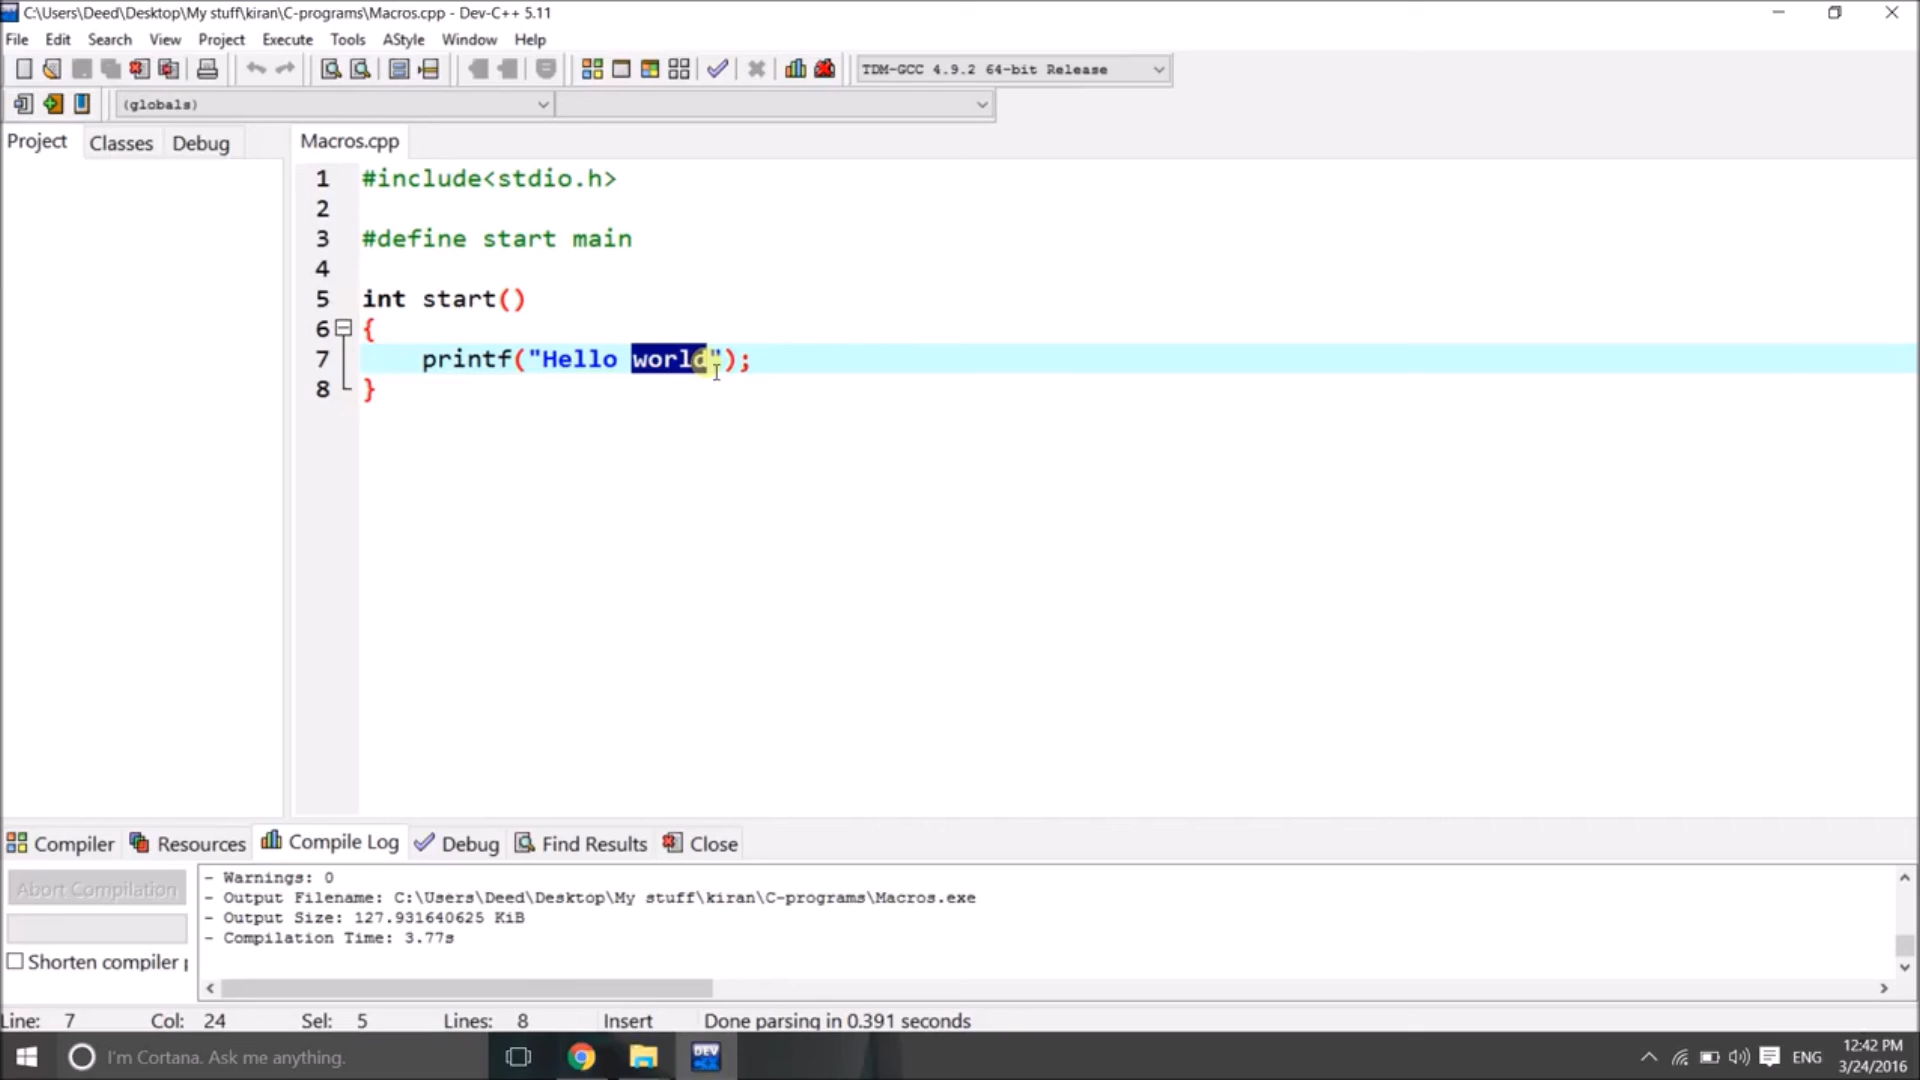 C:\Users\Deed\Desktop\My stuff\kiran\C-programs\Macros.cpp - Dev-C++ 5.11
File Edit Search View Project Execute Tools AStyle Window Help
TDM-GCC 4.9.2 64-bit Release
(globals)
Project Classes Debug Macros.cpp
1 #include<stdio.h>
2
3 #define start main
4
5 int start()
6 {
7 printf("Hello world");
8 }
Compiler Resources Compile Log Debug Find Results Close
Abort Compilation
Shorten compiler p
- Warnings: 0
- Output Filename: C:\Users\Deed\Desktop\My stuff\kiran\C-programs\Macros.exe
- Output Size: 127.931640625 KiB
- Compilation Time: 3.77s
Line: 7 Col: 24 Sel: 5 Lines: 8 Insert Done parsing in 0.391 seconds
I'm Cortana. Ask me anything.
DEV
ENG
12:42 PM
3/24/2016